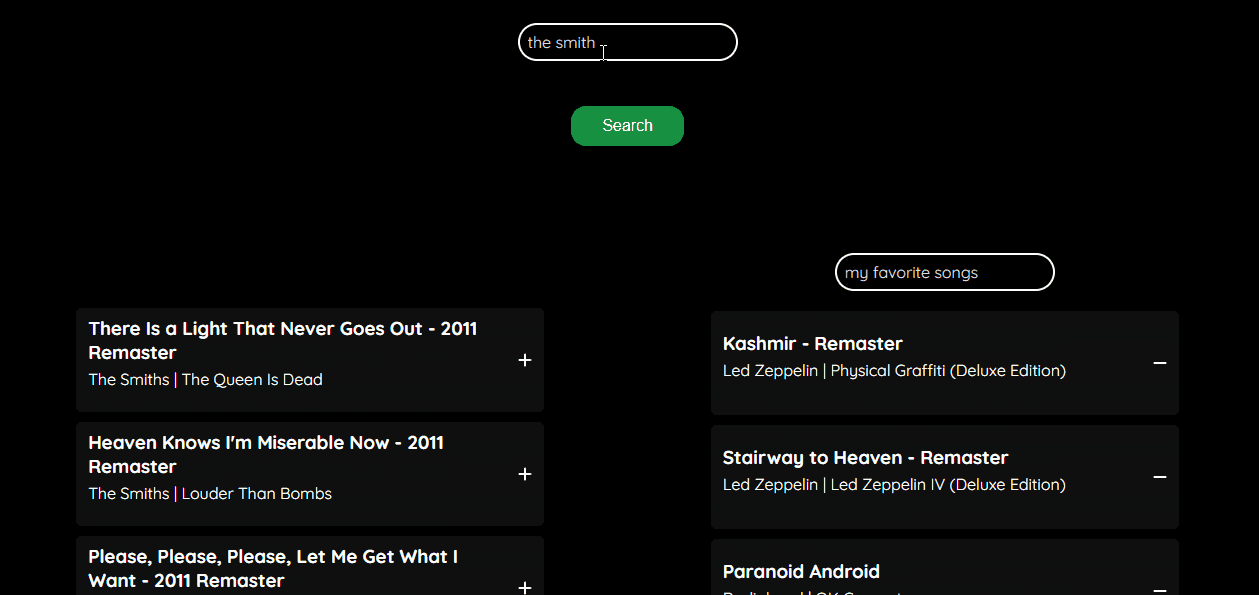 the smith
Search
my favorite songs
There Is a Light That Never Goes Out - 2011
Remaster
The Smiths | The Queen Is Dead
Heaven Knows I'm Miserable Now - 2011
Remaster
The Smiths | Louder Than Bombs
Please, Please, Please, Let Me Get What I
Want - 2011 Remaster
Kashmir - Remaster
Led Zeppelin | Physical Graffiti (Deluxe Edition)
Stairway to Heaven - Remaster
Led Zeppelin | Led Zeppelin IV (Deluxe Edition)
Paranoid Android